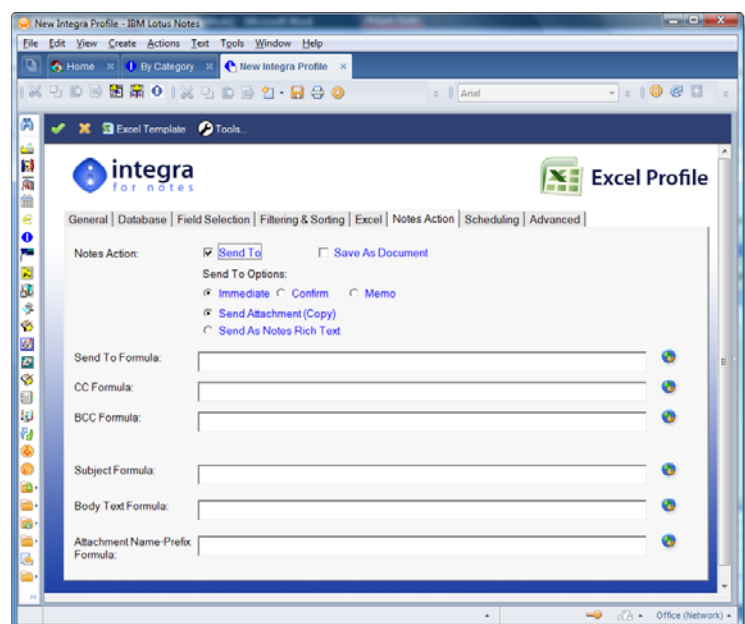 New Integra Profile - IBM Lotus Notes
File Edit View Create Actions Text Tools Window Help
Home By Category New Integra Profile
Arial
Excel Template Tools...
integra
for notes
Excel Profile
General | Database | Field Selection | Filtering & Sorting | Excel | Notes Action | Scheduling | Advanced |
Notes Action: Send To Save As Document
Send To Options:
Immediate Confirm Memo
Send Attachment (Copy)
Send As Notes Rich Text
Send To Formula:
CC Formula:
BCC Formula:
Subject Formula:
Body Text Formula:
Attachment Name-Prefix
Formula:
Office (Network)